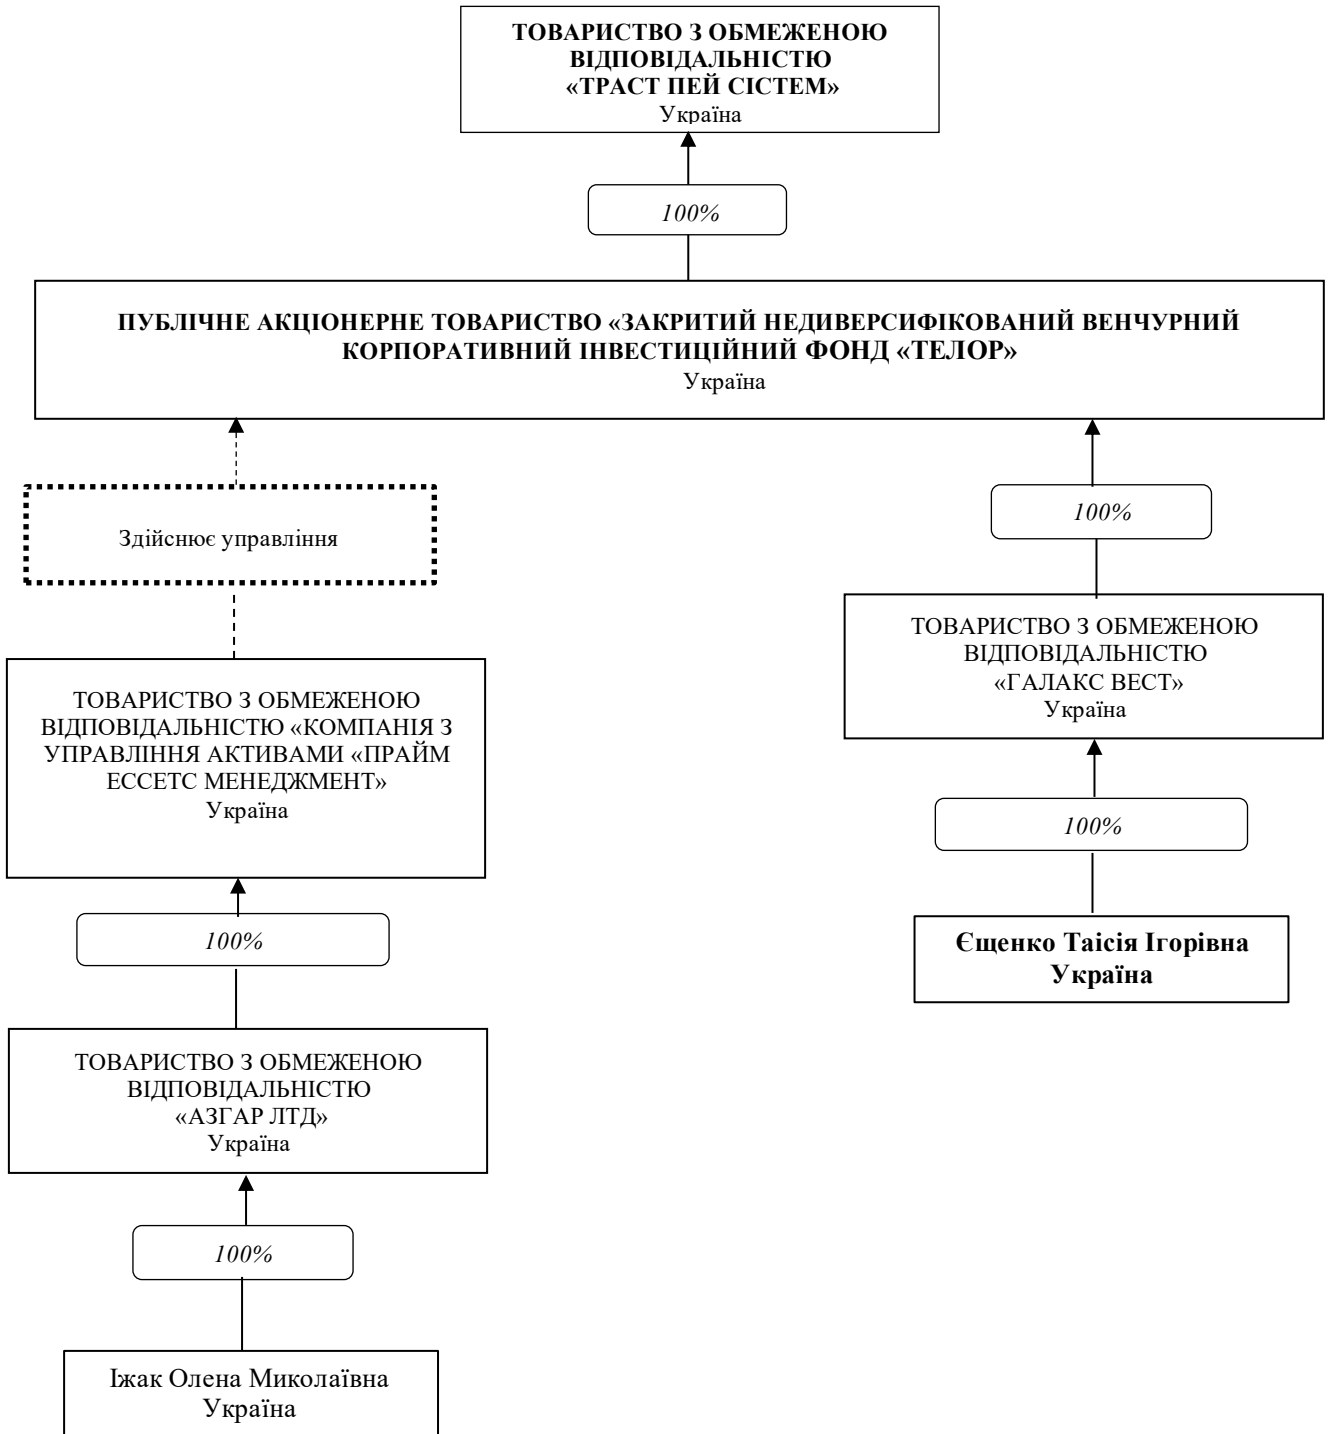 ТОВАРИСТВО З ОБМЕЖЕНОЮ
ВІДПОВІДАЛЬНІСТЮ
«ТРАСТ ПЕЙ СІСТЕМ»
Україна
100%
ПУБЛІЧНЕ АКЦІОНЕРНЕ ТОВАРИСТВО «ЗАКРИТИЙ НЕДИВЕРСИФІКОВАНИЙ ВЕНЧУРНИЙ
КОРПОРАТИВНИЙ ІНВЕСТИЦІЙНИЙ ФОНД «ТЕЛОР»
Україна
Здійснює управління
ТОВАРИСТВО З ОБМЕЖЕНОЮ
ВІДПОВІДАЛЬНІСТЮ «КОМПАНІЯ З
УПРАВЛІННЯ АКТИВАМИ «ПРАЙМ
ЕССЕТС МЕНЕДЖМЕНТ»
Україна
100%
ТОВАРИСТВО З ОБМЕЖЕНОЮ
ВІДПОВІДАЛЬНІСТЮ
«АЗГАР ЛТД»
Україна
100%
Іжак Олена Миколаївна
Україна
100%
ТОВАРИСТВО З ОБМЕЖЕНОЮ
ВІДПОВІДАЛЬНІСТЮ
«ГАЛАКС ВЕСТ»
Україна
100%
Єщенко Таісія Ігорівна
Україна